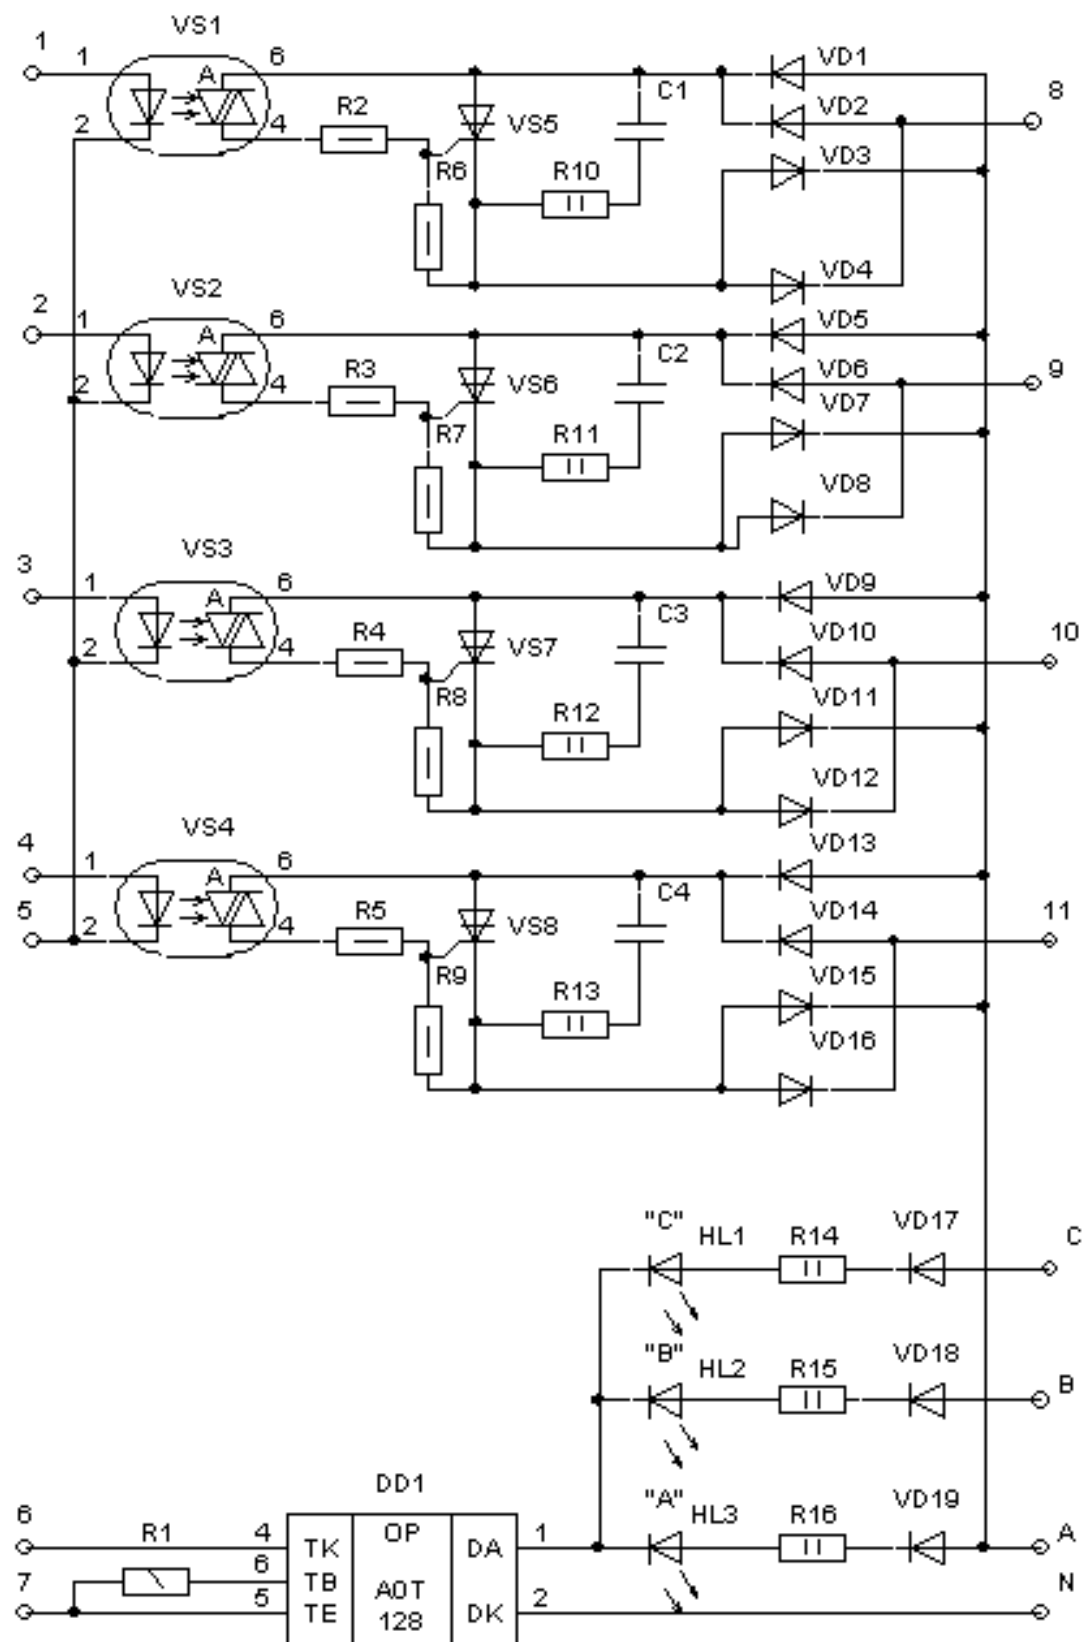 VS1
1 1 6 VD1
A C1 8
R2 VS5 VD2
2 4 VD3
R6 R10
VD4
VS2
2 1 6 VD5
A C2 9
R3 VS6 VD6
2 4 VD7
R7 R11
VD8
VS3
3 1 6 VD9
A C3 10
R4 VS7 VD10
2 4 VD11
R8 R12
VD12
VS4
4 1 6 VD13
A C4 11
5 R5 VS8 VD14
2 4 VD15
R9 R13
VD16
"C" HL1 R14 VD17 C
"B" HL2 R15 VD18 B
DD1
"A" HL3 R16 VD19 A
6 R1 4 TK OP DA 1
6 TB
7 5 TE AOT DK 2 N
128